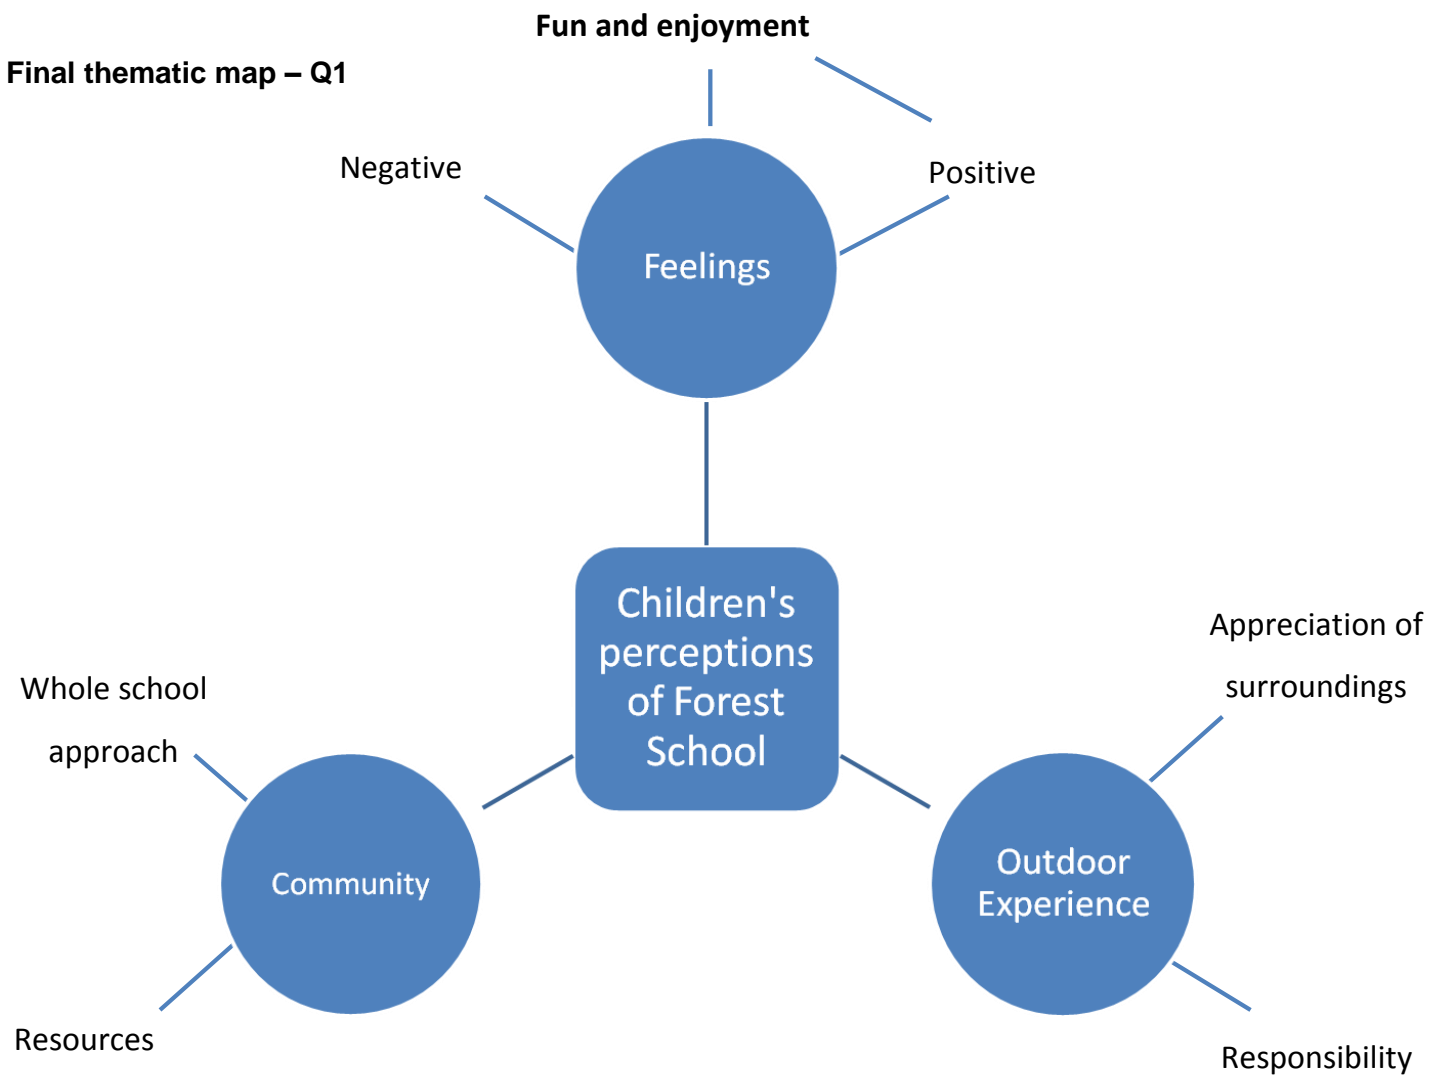 Fun and enjoyment
Final thematic map – Q1
Negative
Positive
Feelings
Children's
perceptions
of Forest
School
Appreciation of
surroundings
Whole school
approach
Community
Outdoor
Experience
Resources
Responsibility